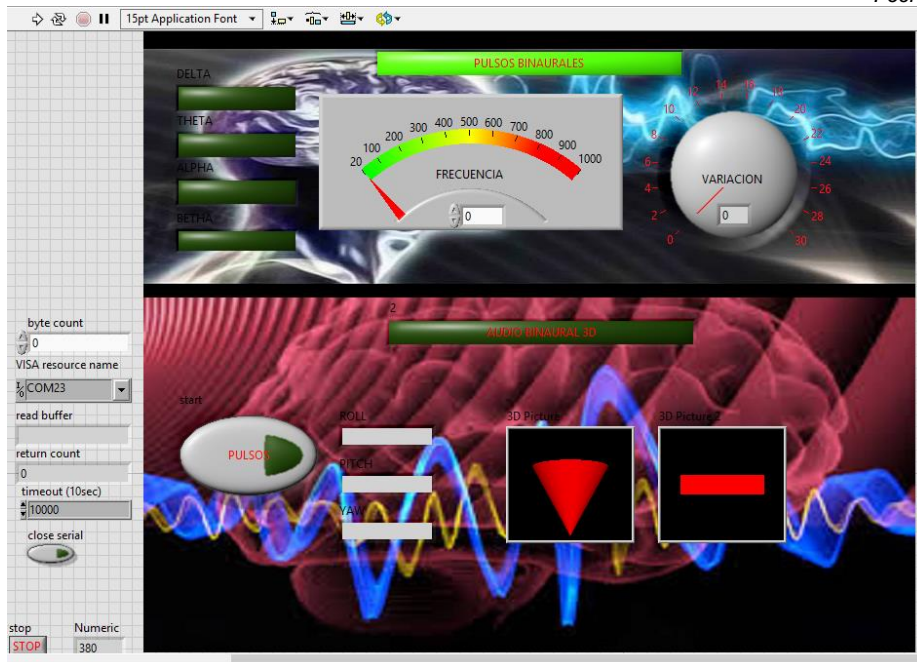 15pt Application Font
PULSOS BINAURALES
DELTA
THETA
ALPHA
BETHA
20 100 200 300 400 500 600 700 800 900 1000
FRECUENCIA
0
0 2 4 6 8 10 12 14 16 20 22 24 26 28 30
VARIACION
0
byte count
0
VISA resource name
COM23
read buffer
return count
0
timeout (10sec)
10000
close serial
stop
STOP
Numeric
380
2
AUDIO BINAURAL 3D
start
PULSOS
ROLL
PITCH
YAW
3D Picture
3D Picture 2